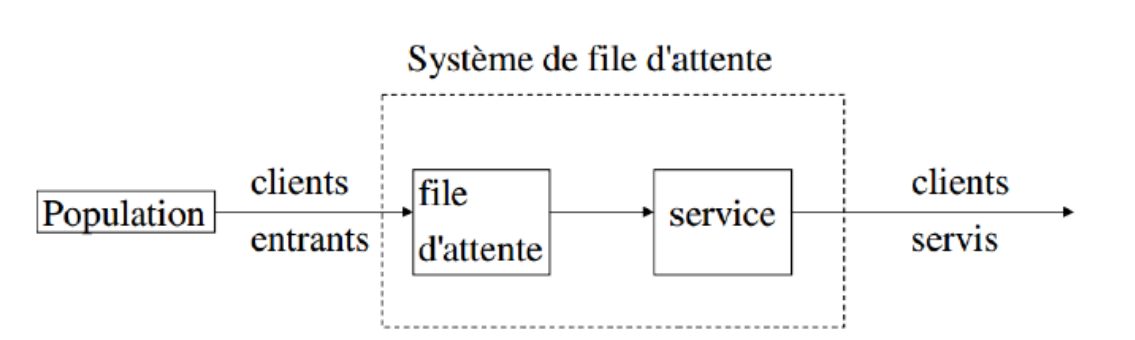 Système de file d'attente
clients
entrants
Population
file
d'attente
service
clients
servis